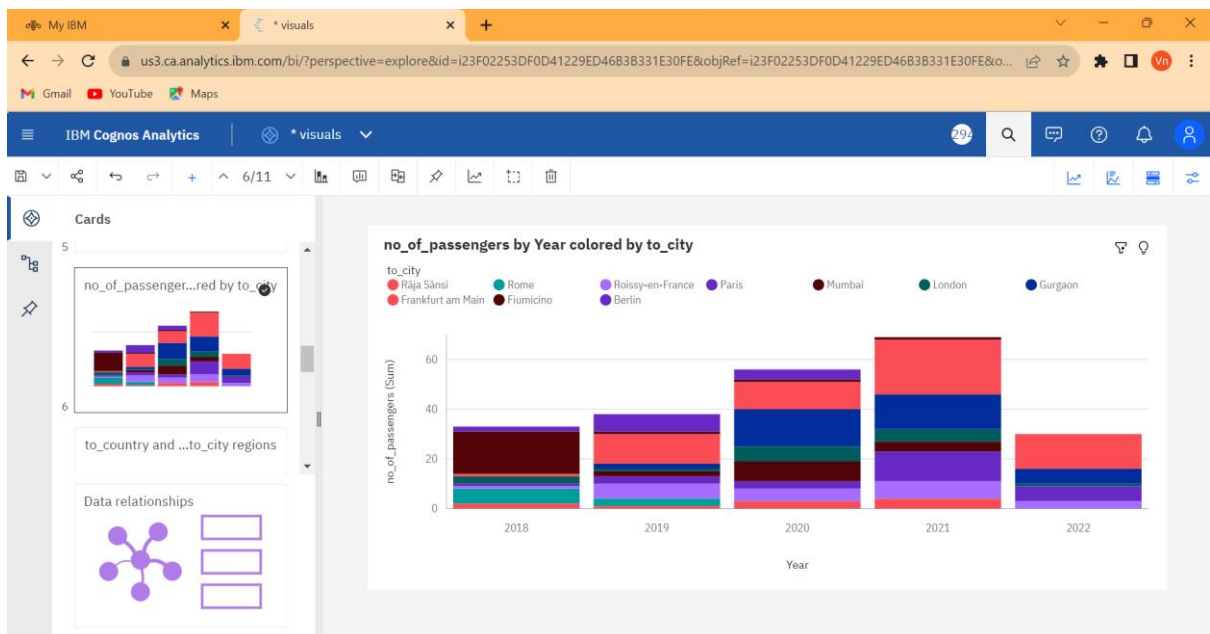 My IBM
* visuals
us3.ca.analytics.ibm.com/bi/?perspective=explore&id=i23F02253DF0D41229ED46B3B331E30FE&objRef=i23F02253DF0D41229ED46B3B331E30FE&o...
Vn
Gmail YouTube Maps
IBM Cognos Analytics
* visuals
294
6/11
Cards
5
no_of_passenger...red by to_city
6
to_country and ...to_city regions
Data relationships
no_of_passengers by Year colored by to_city
to_city
Rāja Sānsi Rome Roissy-en-France Paris Mumbai London Gurgaon
Frankfurt am Main Fiumicino Berlin
no_of_passengers (Sum)
60
40
20
0
2018 2019 2020 2021 2022
Year